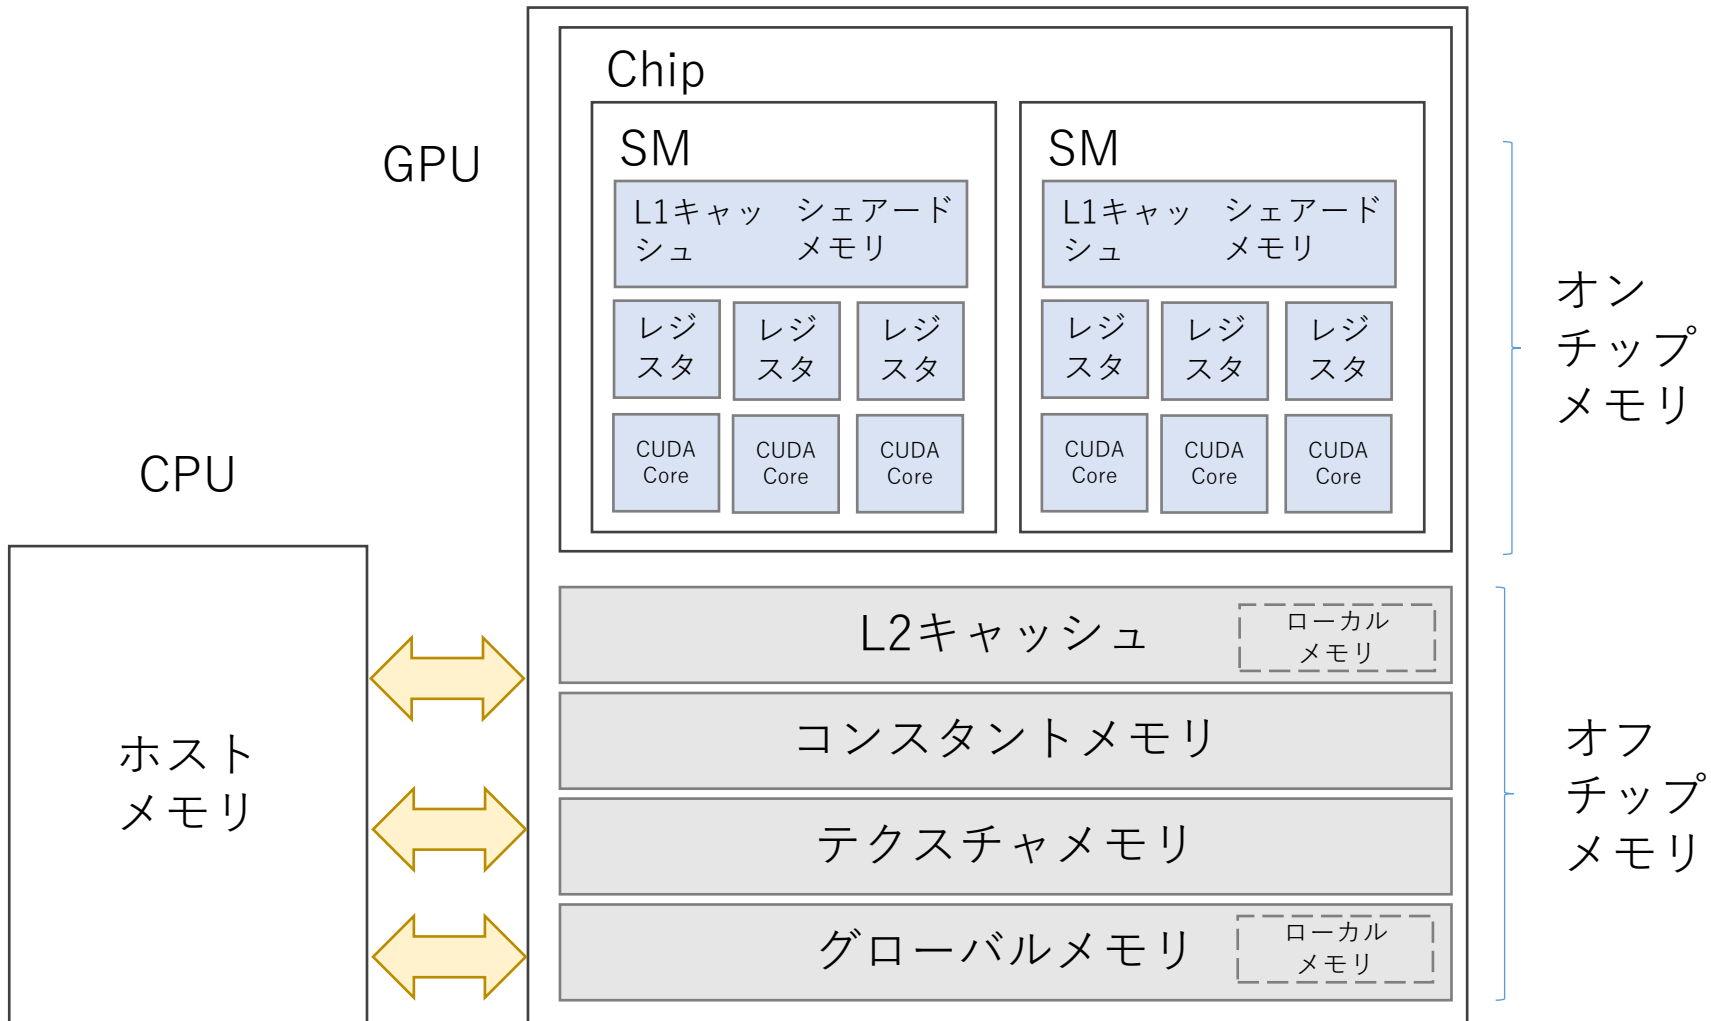 Chip
GPU
SM
L1キャッ
シュ
シェアード
メモリ
レジ
スタ
レジ
スタ
レジ
スタ
CUDA
Core
CUDA
Core
CUDA
Core
SM
L1キャッ
シュ
シェアード
メモリ
レジ
スタ
レジ
スタ
レジ
スタ
CUDA
Core
CUDA
Core
CUDA
Core
オン
チップ
メモリ
CPU
ホスト
メモリ
L2キャッシュ
ローカル
メモリ
コンスタントメモリ
テクスチャメモリ
グローバルメモリ
ローカル
メモリ
オフ
チップ
メモリ